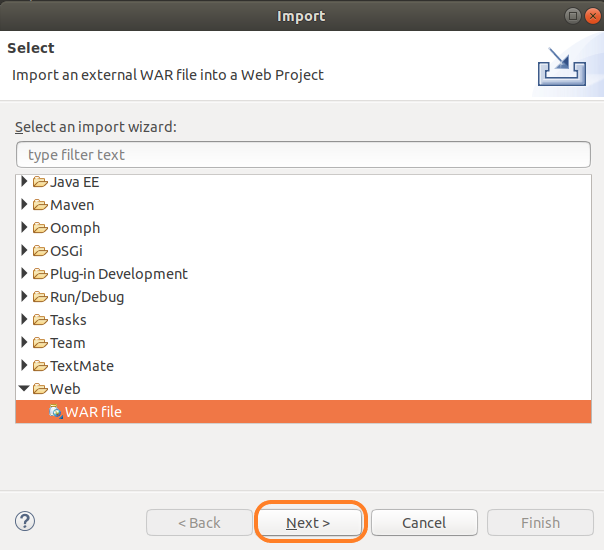 Import
Select
Import an external WAR file into a Web Project
Select an import wizard:
type filter text
Java EE
Maven
Oomph
OSGi
Plug-in Development
Run/Debug
Tasks
Team
TextMate
Web
WAR file
? < Back Next > Cancel Finish